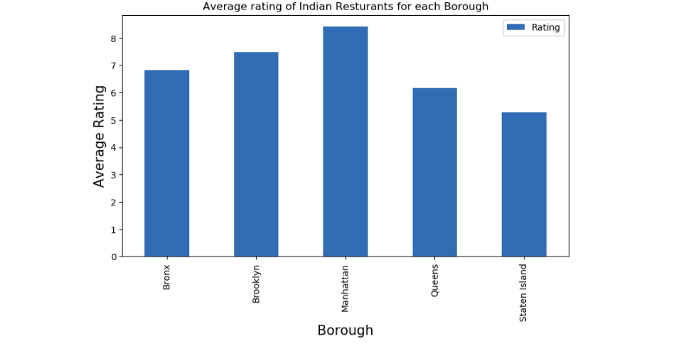 Average rating of Indian Resturants for each Borough
Rating
8
7
6
5
4
3
2
1
0
Average Rating
Bronx
Brooklyn
Manhattan
Queens
Staten Island
Borough